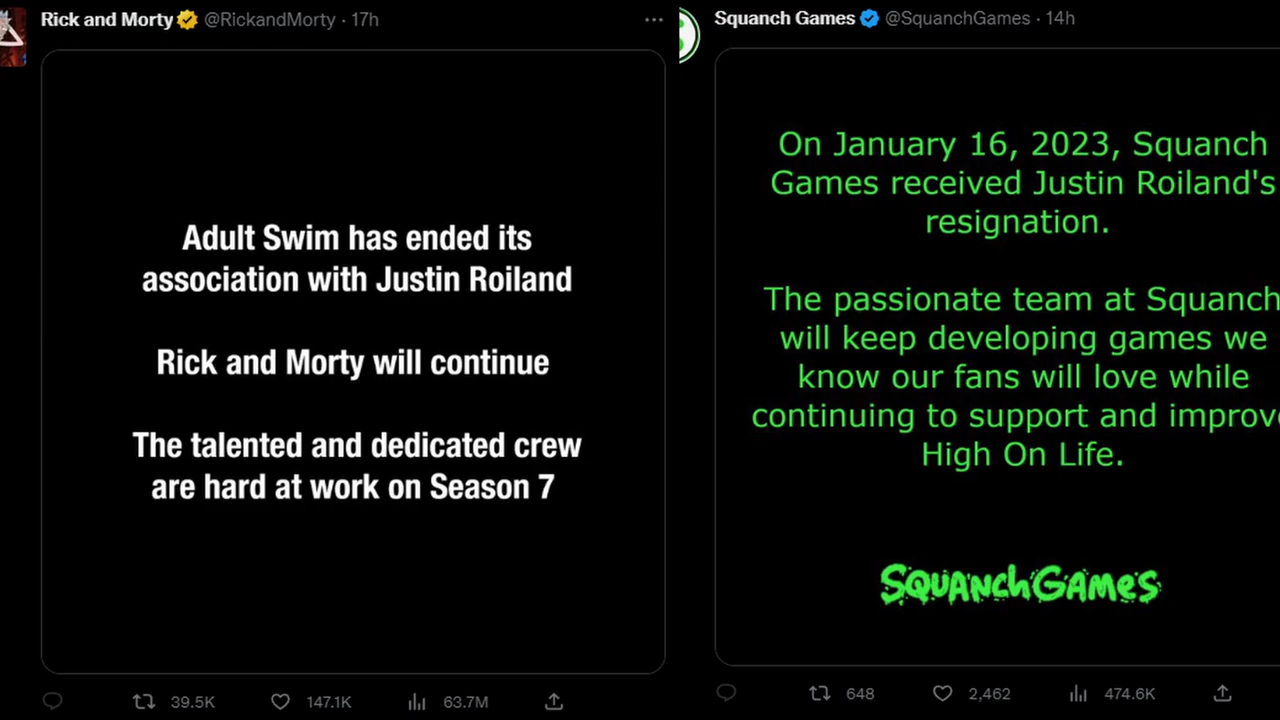 Rick and Morty @RickandMorty · 17h
Adult Swim has ended its
association with Justin Roiland
Rick and Morty will continue
The talented and dedicated crew
are hard at work on Season 7
39.5K 147.1K 63.7M
Squanch Games @SquanchGames · 14h
On January 16, 2023, Squanch
Games received Justin Roiland's
resignation.
The passionate team at Squanch
will keep developing games we
know our fans will love while
continuing to support and improve
High On Life.
SQUANCHGAMES
648 2,462 474.6K